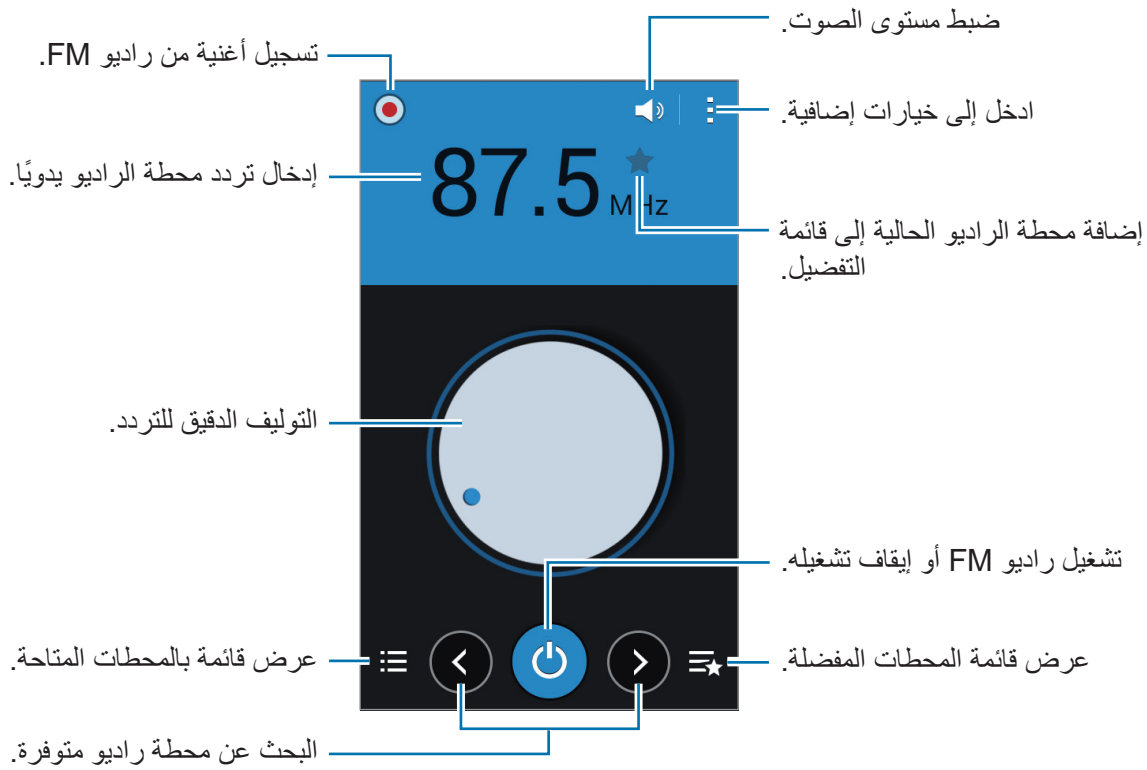 ضبط مستوى الصوت.
تسجيل أغنية من راديو FM.
ادخل إلى خيارات إضافية.
87.5 MHz
إدخال تردد محطة الراديو يدويًا.
إضافة محطة الراديو الحالية إلى قائمة
التفضيل.
التوليف الدقيق للتردد.
تشغيل راديو FM أو إيقاف تشغيله.
عرض قائمة المحطات المفضلة.
عرض قائمة بالمحطات المتاحة.
البحث عن محطة راديو متوفرة.